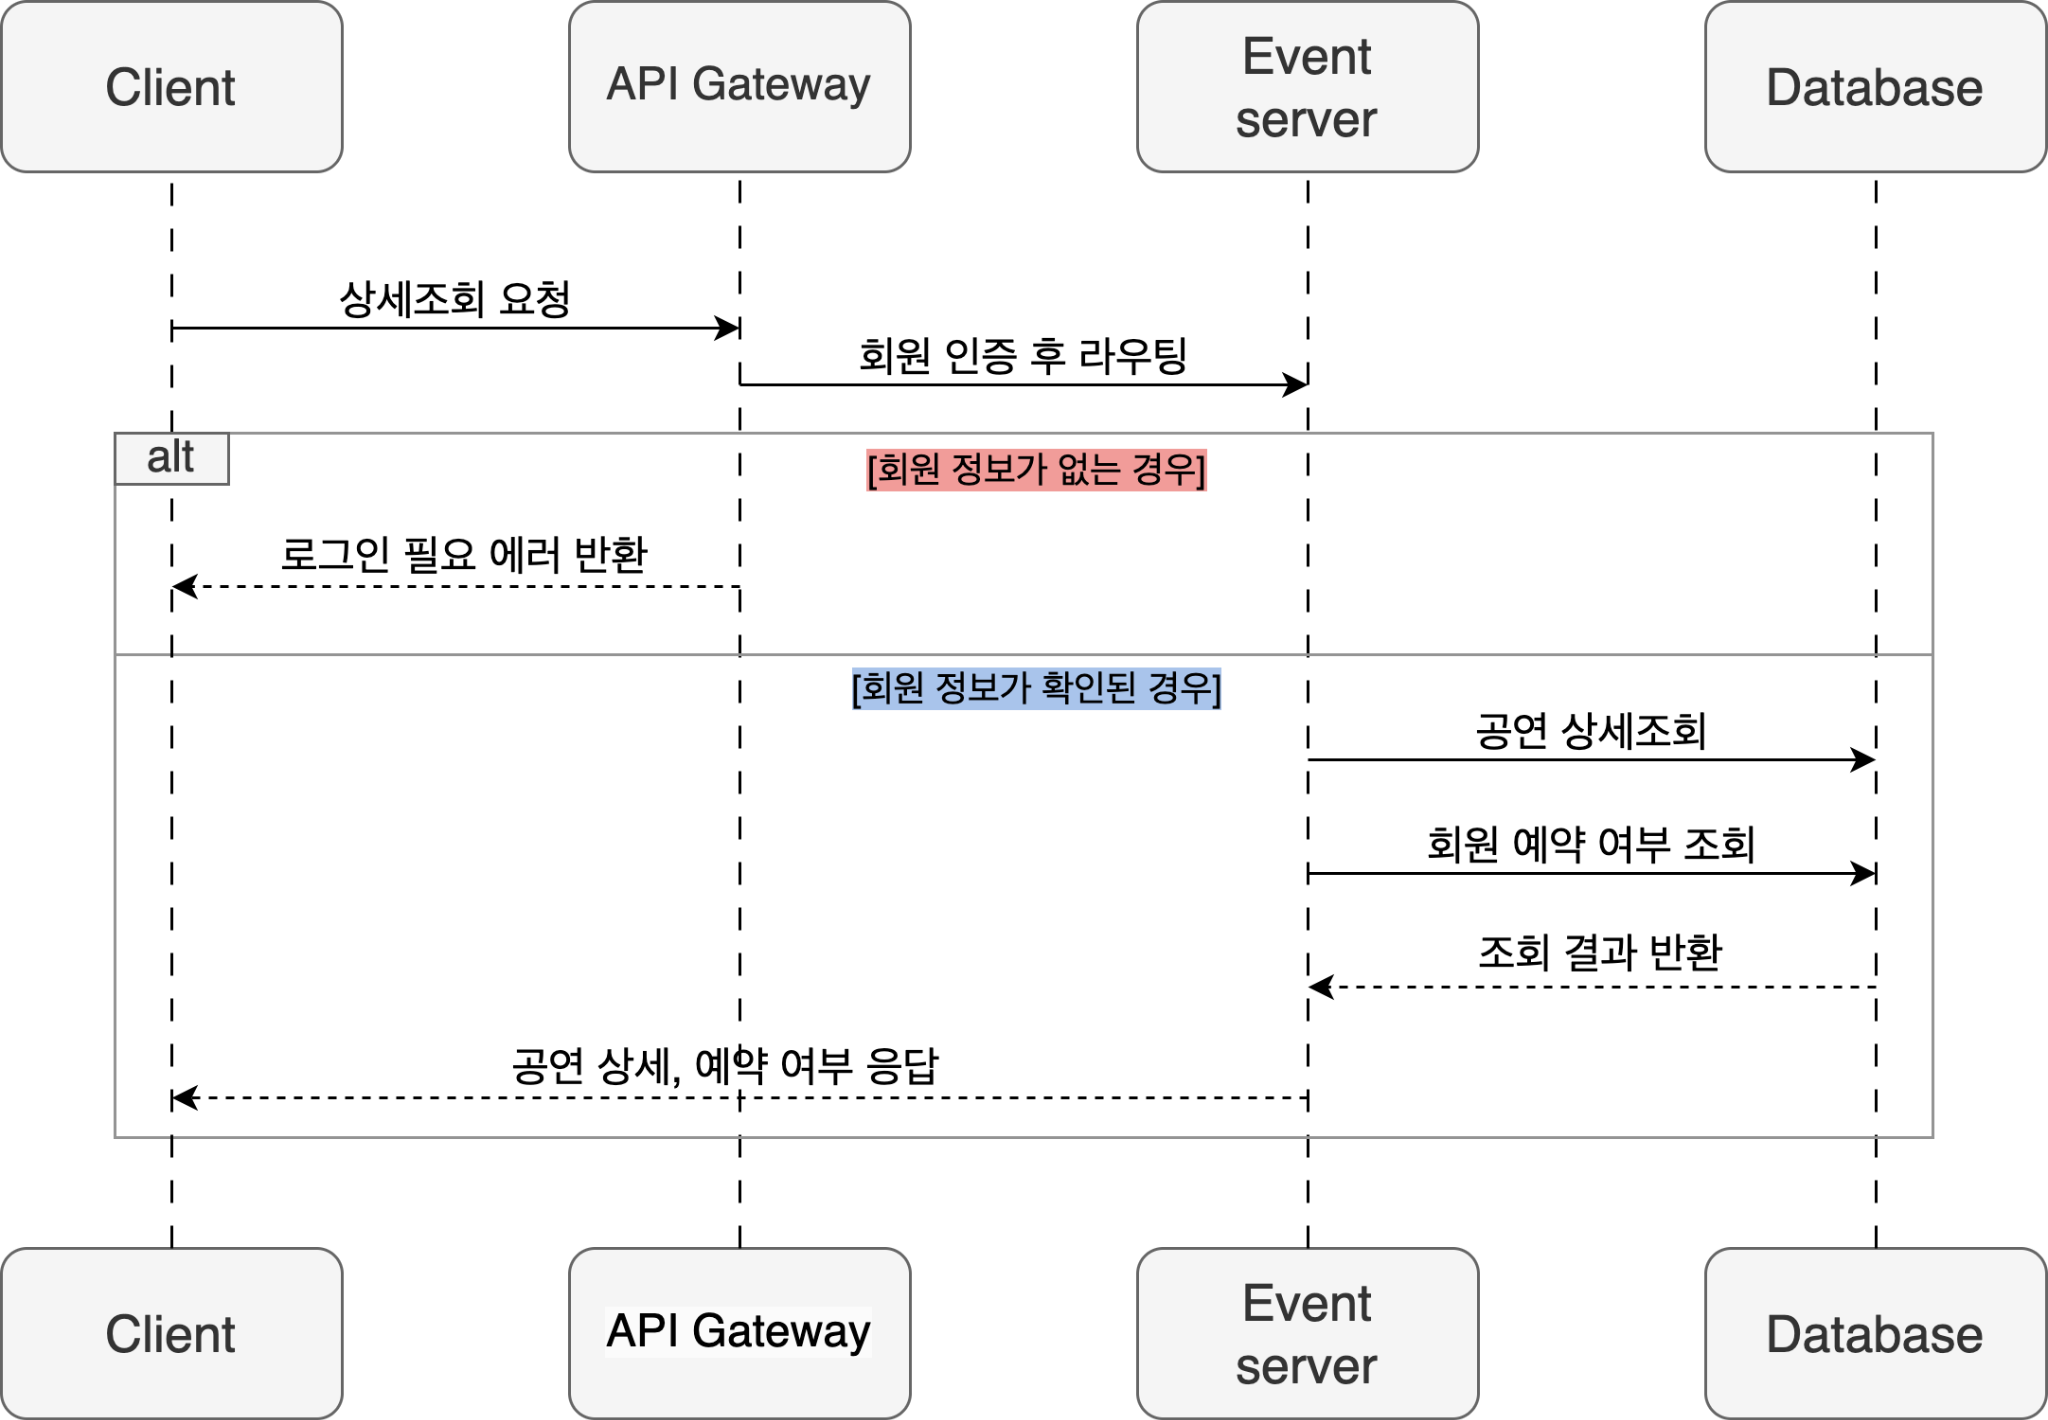 Client
API Gateway
Event
server
Database
상세조회 요청
회원 인증 후 라우팅
alt
[회원 정보가 없는 경우]
로그인 필요 에러 반환
[회원 정보가 확인된 경우]
공연 상세조회
회원 예약 여부 조회
조회 결과 반환
공연 상세, 예약 여부 응답
Client
API Gateway
Event
server
Database